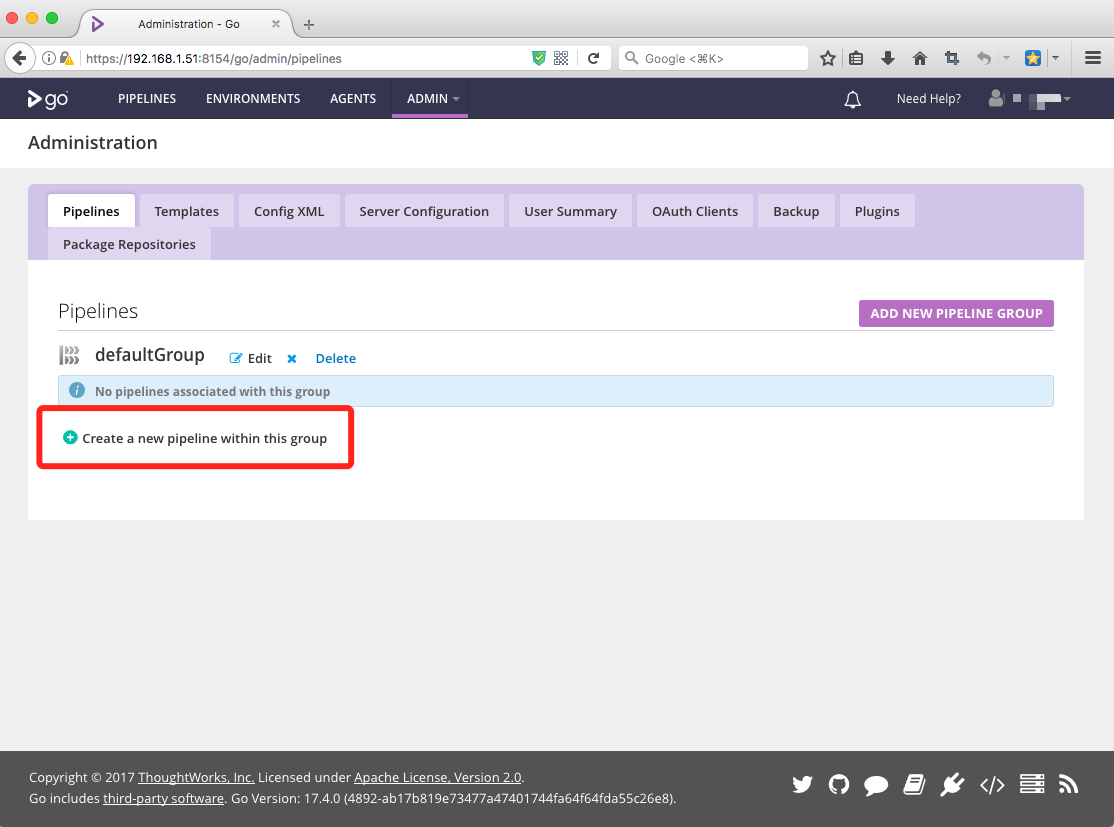 Administration - Go
https://192.168.1.51:8154/go/admin/pipelines
Google <⌘K>
go PIPELINES ENVIRONMENTS AGENTS ADMIN Need Help?
Administration
Pipelines Templates Config XML Server Configuration User Summary OAuth Clients Backup Plugins
Package Repositories
Pipelines ADD NEW PIPELINE GROUP
defaultGroup Edit Delete
No pipelines associated with this group
Create a new pipeline within this group
Copyright © 2017 ThoughtWorks, Inc. Licensed under Apache License, Version 2.0.
Go includes third-party software. Go Version: 17.4.0 (4892-ab17b819e73477a47401744fa64f64fda55c26e8).